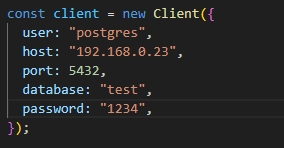 const client = new Client({
user: "postgres",
host: "192.168.0.23",
port: 5432,
database: "test",
password: "1234",
});